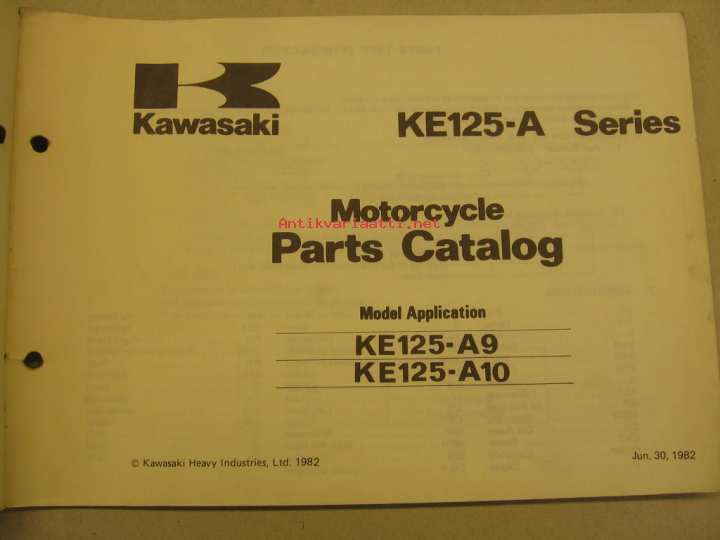 Kawasaki
KE125-A Series
Motorcycle
Antikvariaatti.net
Parts Catalog
Model Application
KE125-A9
KE125-A10
© Kawasaki Heavy Industries, Ltd. 1982
Jun. 30, 1982